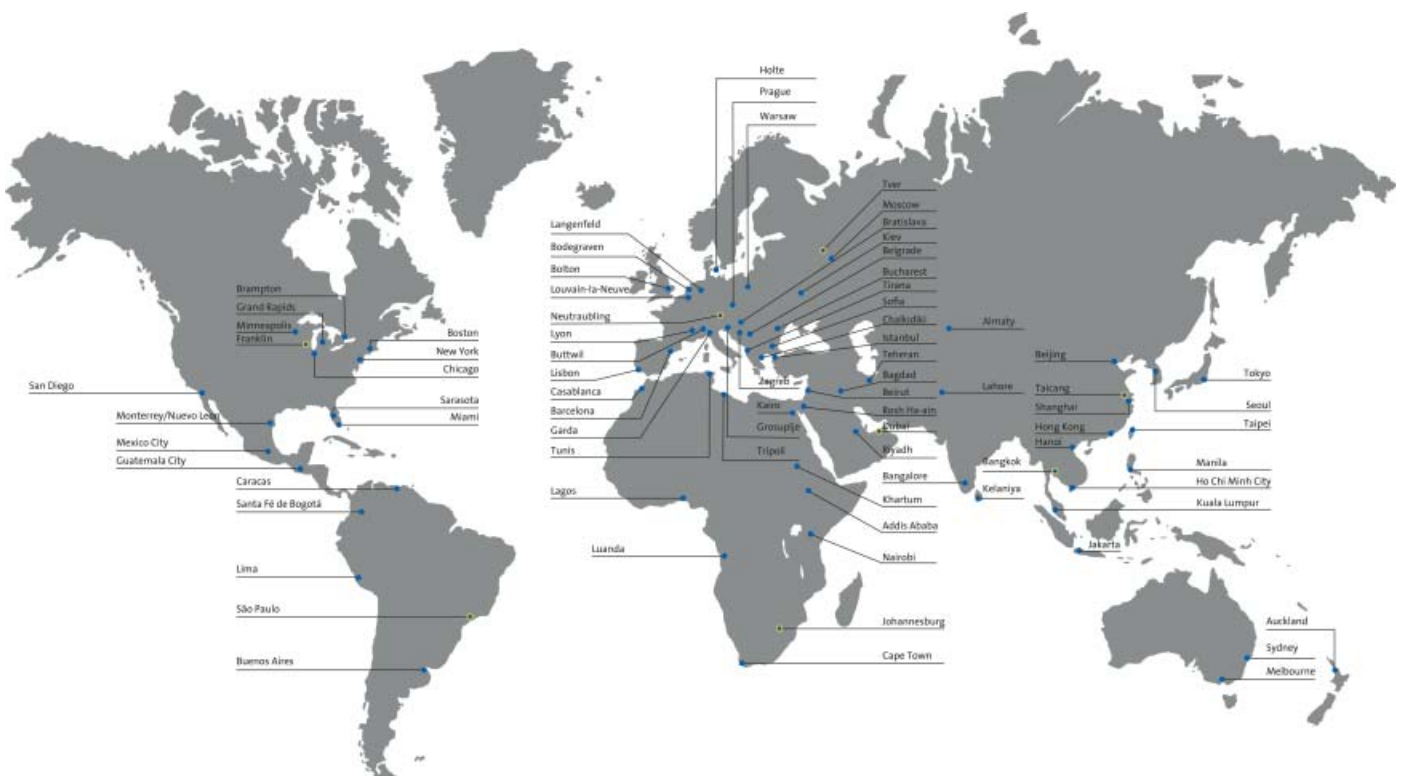 Holte
Prague
Warsaw
Tver
Moscow
Bratislava
Kiev
Belgrade
Bucharest
Tirana
Sofia
Chalkidiki
Istanbul
Teheran
Bagdad
Beirut
Rosh Ha-ain
Dubai
Riyadh
Langenfeld
Bodegraven
Bolton
Louvain-la-Neuve
Neutraubling
Lyon
Buttwil
Lisbon
Casablanca
Barcelona
Garda
Tunis
Zagreb
Kairo
Grosuplje
Tripoli
Brampton
Grand Rapids
Minneapolis
Franklin
Boston
New York
Chicago
San Diego
Sarasota
Miami
Monterrey/Nuevo León
Mexico City
Guatemala City
Caracas
Santa Fé de Bogotá
Lima
São Paulo
Buenos Aires
Lagos
Luanda
Khartum
Addis Ababa
Nairobi
Johannesburg
Cape Town
Almaty
Lahore
Bangalore
Kelaniya
Beijing
Taicang
Shanghai
Hong Kong
Hanoi
Bangkok
Tokyo
Seoul
Taipei
Manila
Ho Chi Minh City
Kuala Lumpur
Jakarta
Auckland
Sydney
Melbourne